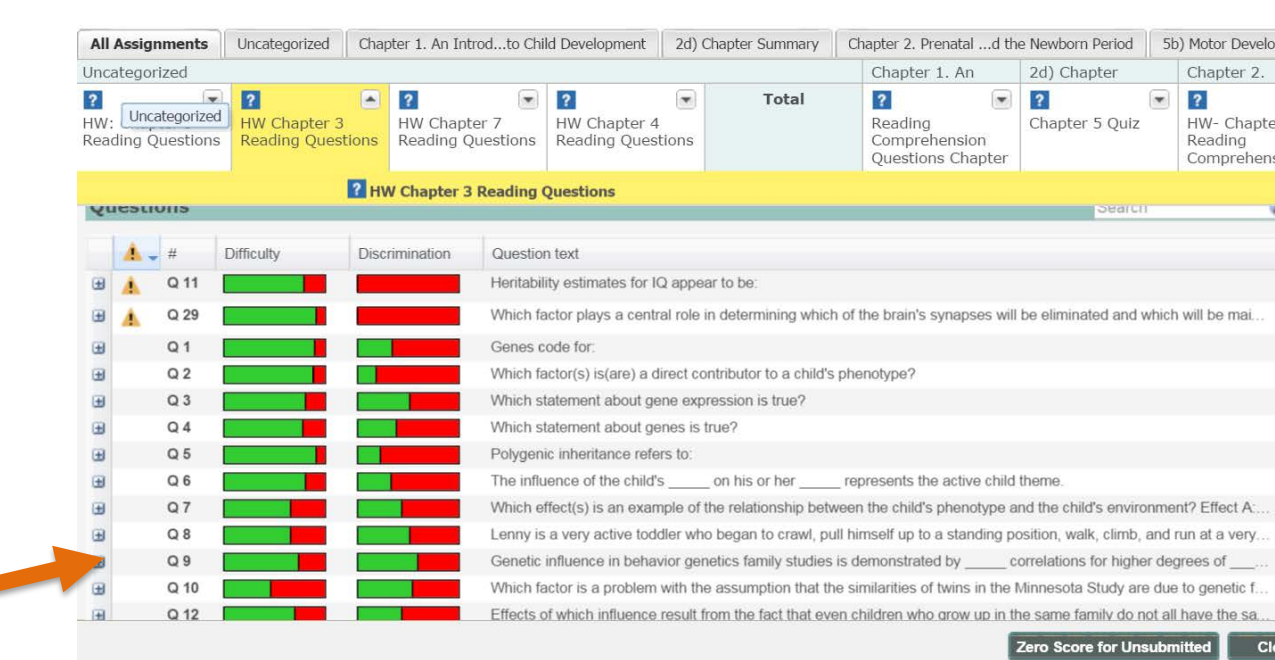 All Assignments Uncategorized Chapter 1. An Introd...to Child Development 2d) Chapter Summary Chapter 2. Prenatal ...d the Newborn Period 5b) Motor Develo
Uncategorized Chapter 1. An 2d) Chapter Chapter 2.
? ? ? ? Total ? ? ?
Uncategorized
HW: HW Chapter 3 HW Chapter 7 HW Chapter 4 Reading Chapter 5 Quiz HW- Chapte
Reading Questions Reading Questions Reading Questions Reading Questions Comprehension Reading
Questions Chapter Comprehens
? HW Chapter 3 Reading Questions
Questions Search
# Difficulty Discrimination Question text
Q 11 Heritability estimates for IQ appear to be:
Q 29 Which factor plays a central role in determining which of the brain's synapses will be eliminated and which will be mai...
Q 1 Genes code for:
Q 2 Which factor(s) is(are) a direct contributor to a child's phenotype?
Q 3 Which statement about gene expression is true?
Q 4 Which statement about genes is true?
Q 5 Polygenic inheritance refers to:
Q 6 The influence of the child's _____ on his or her _____ represents the active child theme.
Q 7 Which effect(s) is an example of the relationship between the child's phenotype and the child's environment? Effect A:...
Q 8 Lenny is a very active toddler who began to crawl, pull himself up to a standing position, walk, climb, and run at a very...
Q 9 Genetic influence in behavior genetics family studies is demonstrated by _____ correlations for higher degrees of ___...
Q 10 Which factor is a problem with the assumption that the similarities of twins in the Minnesota Study are due to genetic f...
Q 12 Effects of which influence result from the fact that even children who grow up in the same family do not all have the sa...
Zero Score for Unsubmitted Cl